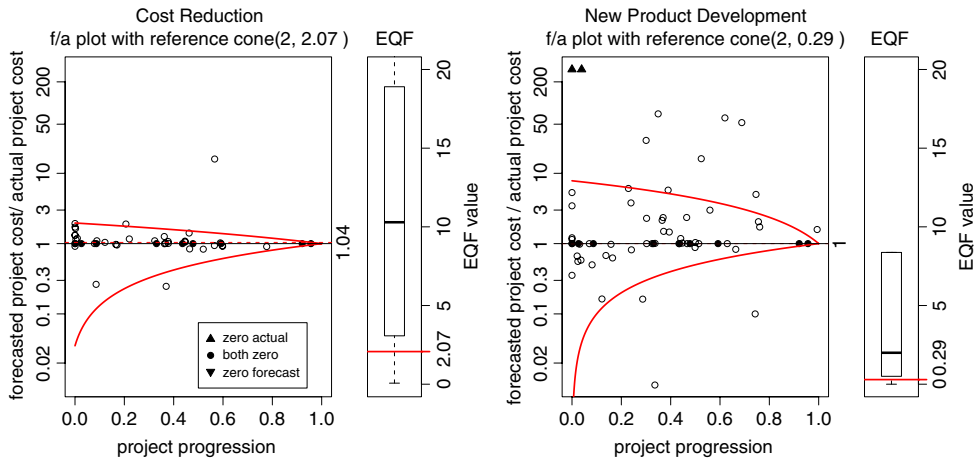 Cost Reduction
f/a plot with reference cone(2, 2.07 )
EQF
forecasted project cost/ actual project cost
200
50
10
3
1
0.3
0.1
0.02
1.04
zero actual
both zero
zero forecast
0.0 0.2 0.4 0.6 0.8 1.0
project progression
20
15
10
5
2.07
0
EQF value
New Product Development
f/a plot with reference cone(2, 0.29 )
EQF
forecasted project cost/ actual project cost
200
50
10
3
1
0.3
0.1
0.02
1
0.0 0.2 0.4 0.6 0.8 1.0
project progression
20
15
10
5
0.29
0
EQF value